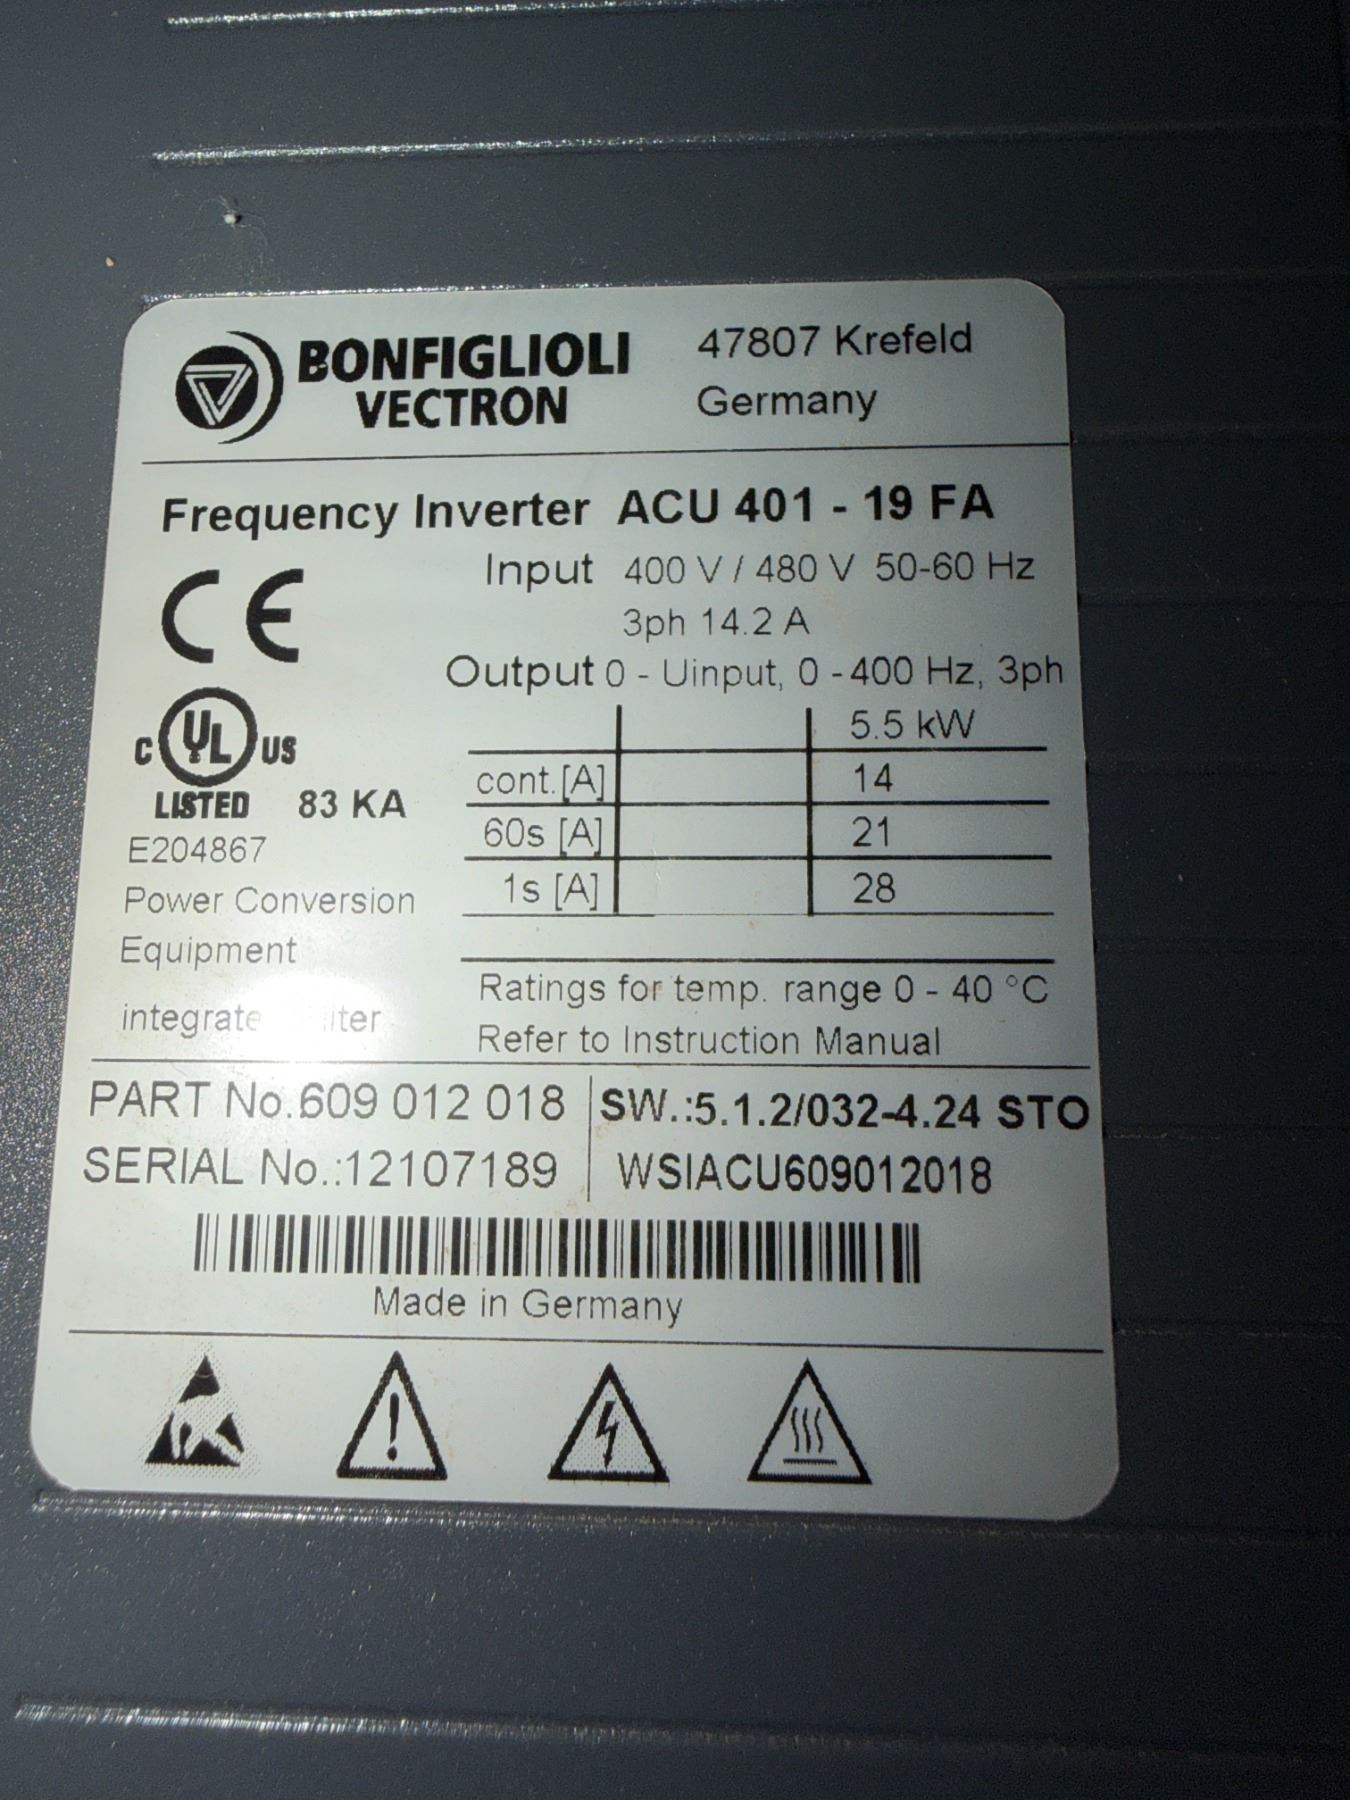 BONFIGLIOLI
VECTRON
47807 Krefeld
Germany
Frequency Inverter ACU 401 - 19 FA
Input 400 V / 480 V 50-60 Hz
3ph 14.2 A
Output 0 - Uinput, 0 - 400 Hz, 3ph
CE
C UL US
LISTED 83 KA
E204867
Power Conversion
Equipment
5.5 kW
cont. [A] 14
60s [A] 21
1s [A] 28
Ratings for temp. range 0 - 40 °C
Refer to Instruction Manual
PART No.609 012 018
SW.:5.1.2/032-4.24 STO
SERIAL No.:12107189
WSIACU609012018
Made in Germany